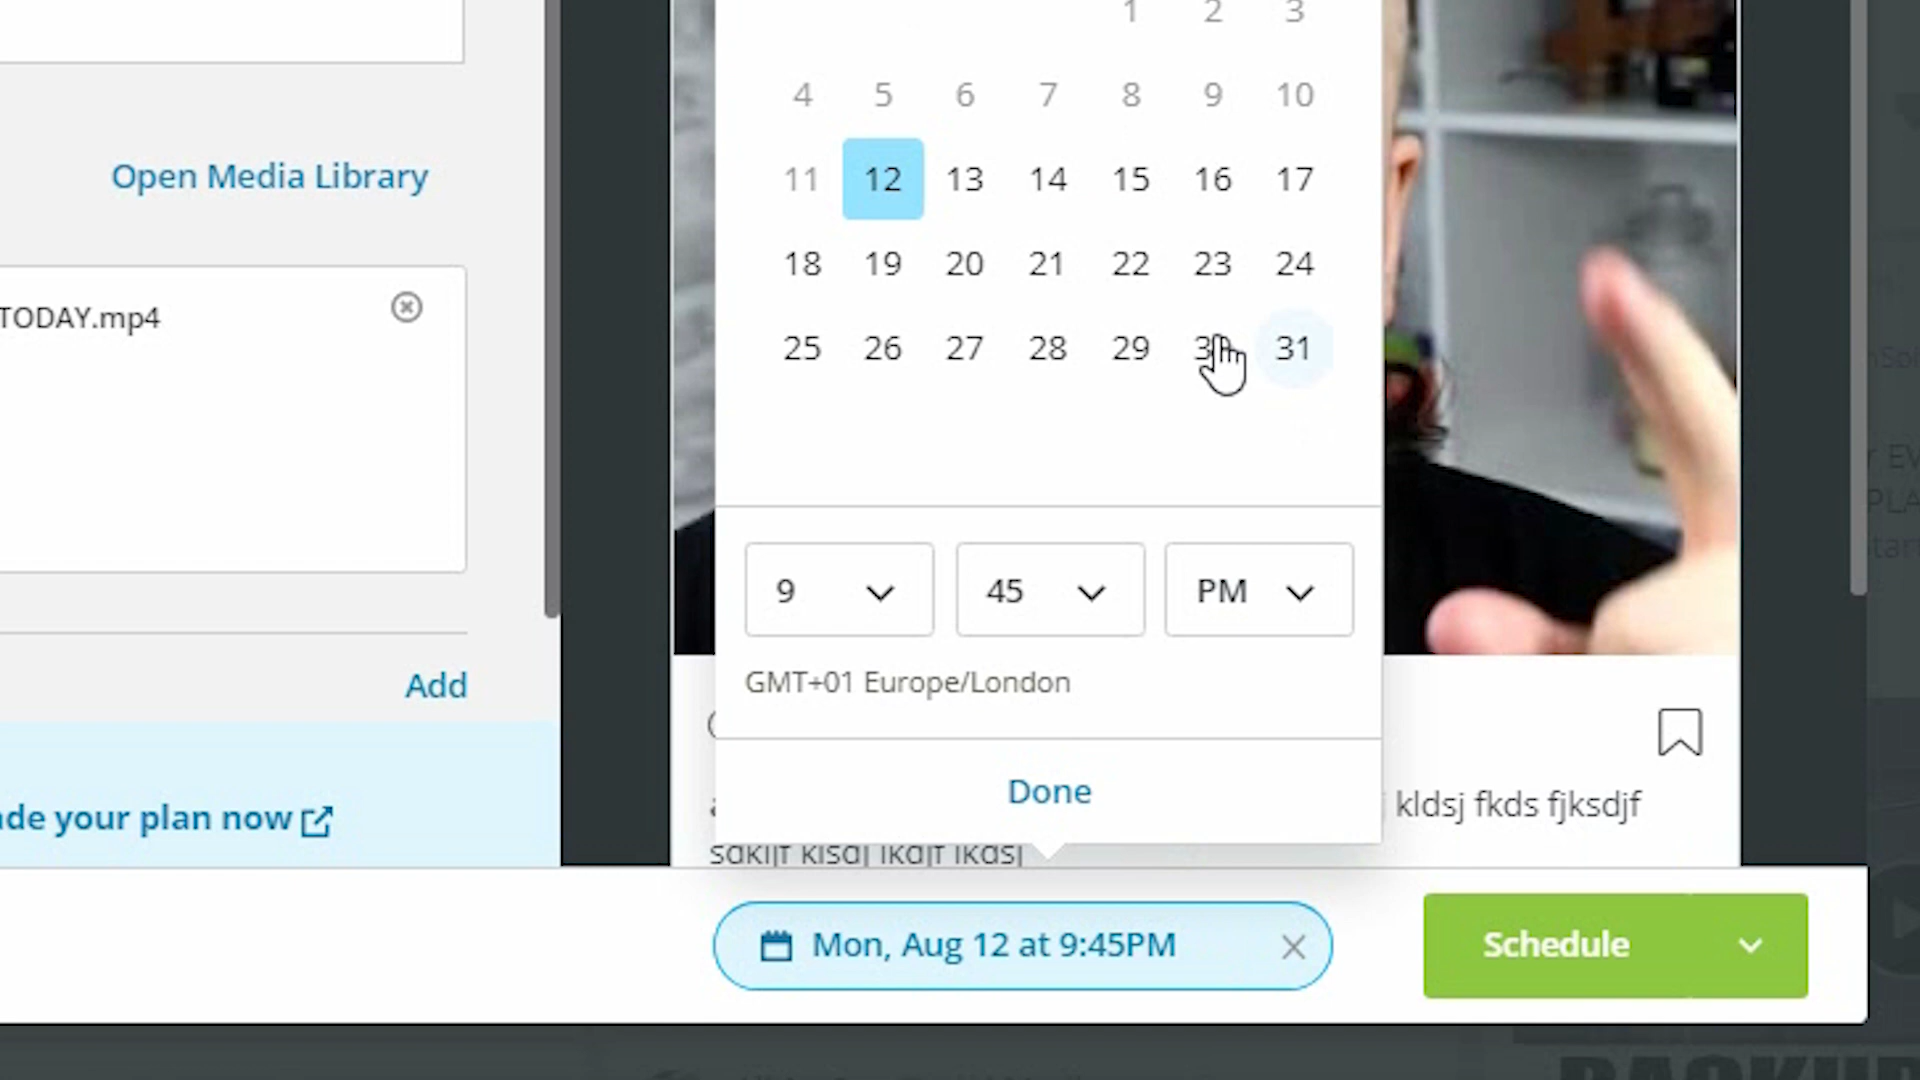 1 2 3
4 5 6 7 8 9 10
Open Media Library
11 12 13 14 15 16 17
18 19 20 21 22 23 24
TODAY.mp4
25 26 27 28 29 30 31
9 45 PM
GMT+01 Europe/London
Add
Done
kldsj fkds fjksdjf
your plan now
Mon, Aug 12 at 9:45PM
Schedule